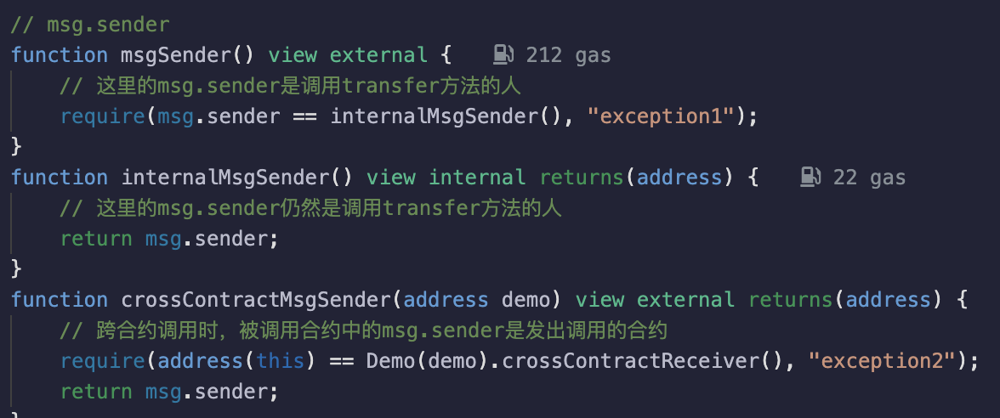 // msg.sender
function msgSender() view external { 212 gas
// 这里的msg.sender是调用transfer方法的人
require(msg.sender == internalMsgSender(), "exception1");
}
function internalMsgSender() view internal returns(address) { 22 gas
// 这里的msg.sender仍然是调用transfer方法的人
return msg.sender;
}
function crossContractMsgSender(address demo) view external returns(address) {
// 跨合约调用时，被调用合约中的msg.sender是发出调用的合约
require(address(this) == Demo(demo).crossContractReceiver(), "exception2");
return msg.sender;
}